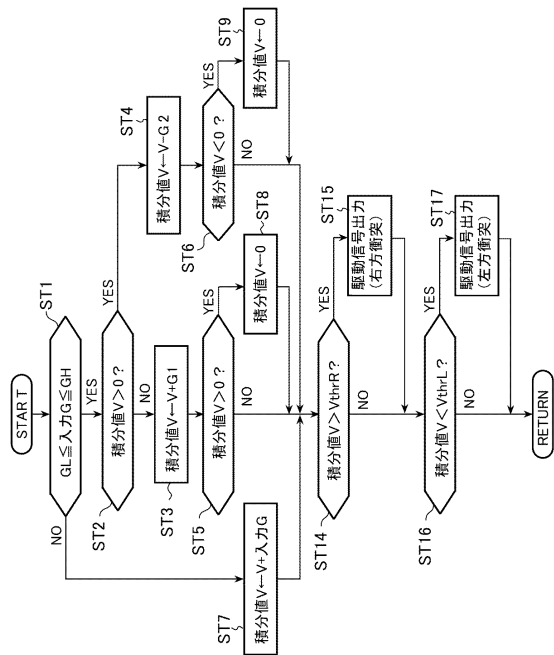 START
ST1
GL≦入力G≦GH
NO
YES
ST2
積分値V>0?
YES
NO
ST3
積分値V←V+G1
ST4
積分値V←V-G2
ST5
積分値V>0?
YES
NO
ST6
積分値V<0?
YES
NO
ST7
積分値V←V+入力G
ST8
積分値V←0
ST9
積分値V←0
ST14
積分値V>VthrR?
YES
NO
ST15
駆動信号出力
(右方衝突)
ST16
積分値V<VthrL?
YES
NO
ST17
駆動信号出力
(左方衝突)
RETURN